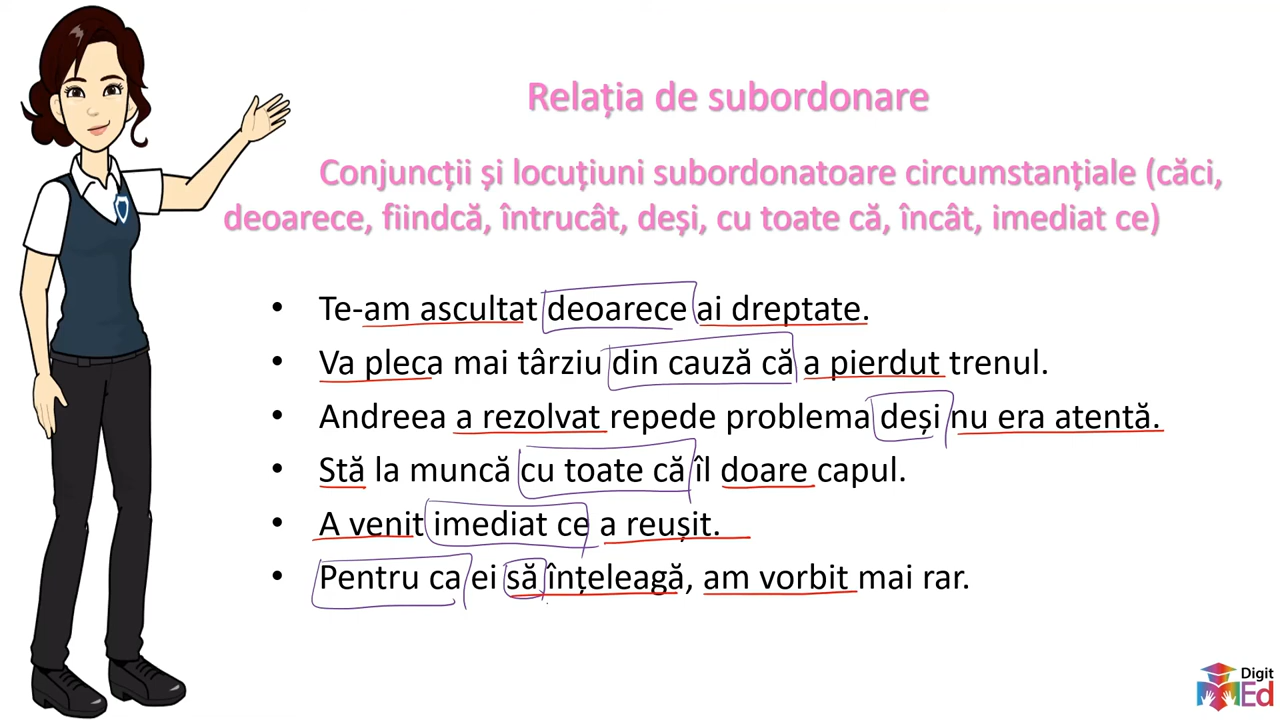 Relația de subordonare
Conjuncții și locuțiuni subordonatoare circumstanțiale (căci,
deoarece, fiindcă, întrucât, deși, cu toate că, încât, imediat ce)
• Te-am ascultat deoarece ai dreptate.
• Va pleca mai târziu din cauză că a pierdut trenul.
• Andreea a rezolvat repede problema deși nu era atentă.
• Stă la muncă cu toate că îl doare capul.
• A venit imediat ce a reușit.
• Pentru ca ei să înțeleagă, am vorbit mai rar.
Digit
Ed